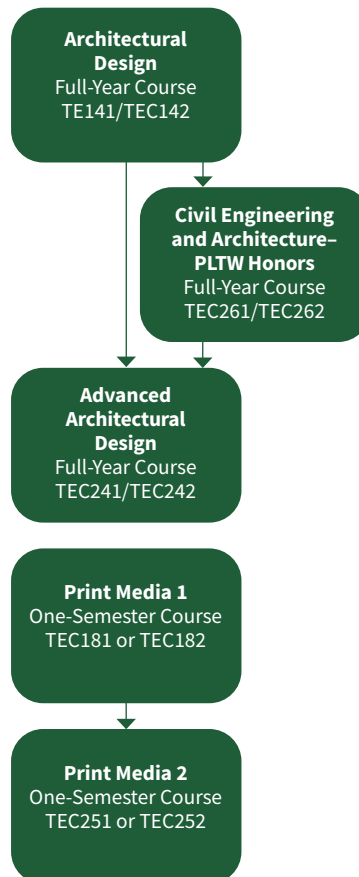 Architectural
Design
Full-Year Course
TE141/TEC142
Civil Engineering
and Architecture–
PLTW Honors
Full-Year Course
TEC261/TEC262
Advanced
Architectural
Design
Full-Year Course
TEC241/TEC242
Print Media 1
One-Semester Course
TEC181 or TEC182
Print Media 2
One-Semester Course
TEC251 or TEC252